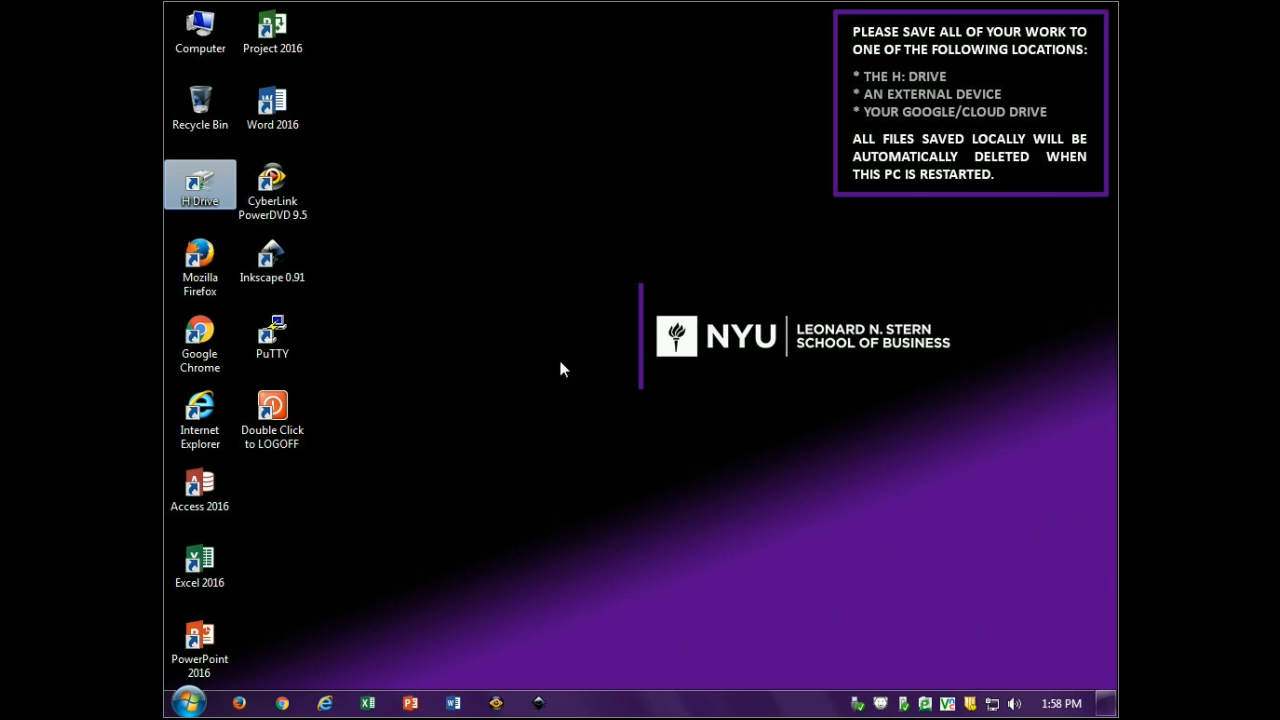 Computer
Project 2016
Recycle Bin
Word 2016
H Drive
CyberLink
PowerDVD 9.5
Mozilla
Firefox
Inkscape 0.91
Google
Chrome
PuTTY
Internet
Explorer
Double Click
to LOGOFF
Access 2016
Excel 2016
PowerPoint
2016
PLEASE SAVE ALL OF YOUR WORK TO
ONE OF THE FOLLOWING LOCATIONS:
* THE H: DRIVE
* AN EXTERNAL DEVICE
* YOUR GOOGLE/CLOUD DRIVE
ALL FILES SAVED LOCALLY WILL BE
AUTOMATICALLY DELETED WHEN
THIS PC IS RESTARTED.
NYU
LEONARD N. STERN
SCHOOL OF BUSINESS
1:58 PM